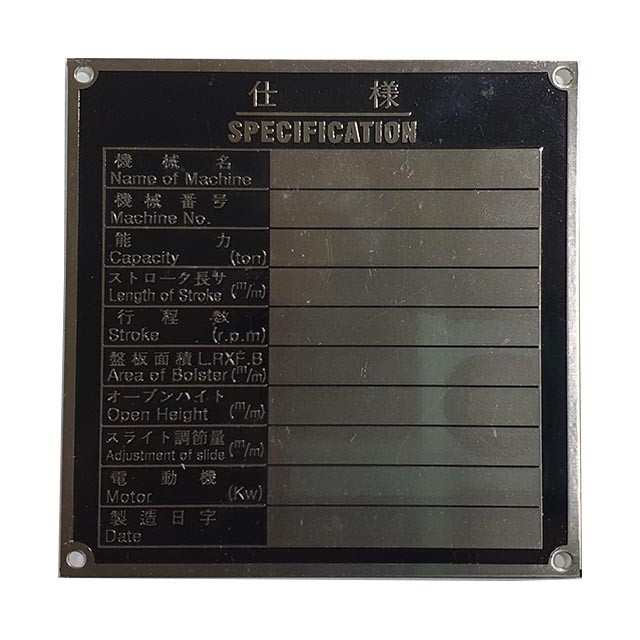 仕 様
SPECIFICATION
機 械 名
Name of Machine
機 械 番 号
Machine No.
能 力
Capacity (ton)
ストロータ長サ
Length of Stroke (m/m)
行 程 数
Stroke (r.p.m)
盤板面積L.RXF.B
Area of Bolster (m/m)
オープンハイト
Open Height (m/m)
スライト調節量
Adjustment of slide (m/m)
電 動 機
Motor (Kw)
製 造 日 字
Date